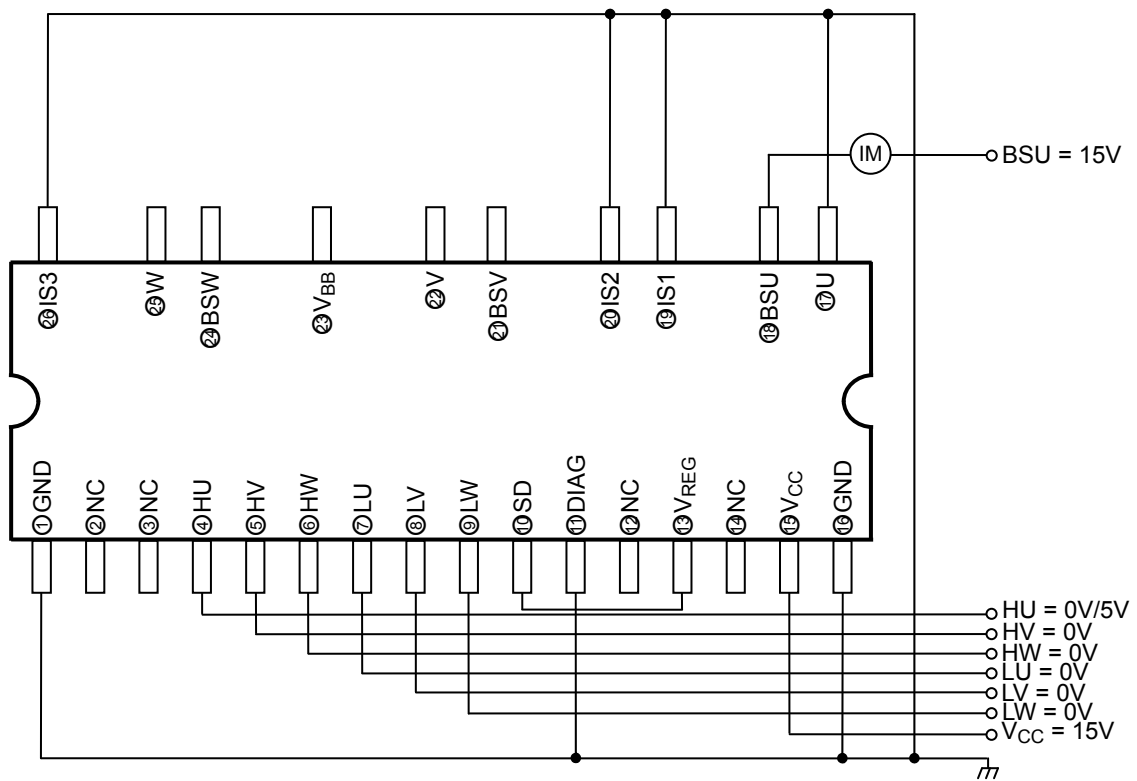 IM
BSU = 15V
㉖IS3
㉕W
㉔BSW
㉓VBB
㉒V
㉑BSV
⑳IS2
⑲IS1
⑱BSU
⑰U
①GND
②NC
③NC
④HU
⑤HV
⑥HW
⑦LU
⑧LV
⑨LW
⑩SD
⑪DIAG
⑫NC
⑬VREG
⑭NC
⑮VCC
⑯GND
HU = 0V/5V
HV = 0V
HW = 0V
LU = 0V
LV = 0V
LW = 0V
VCC = 15V